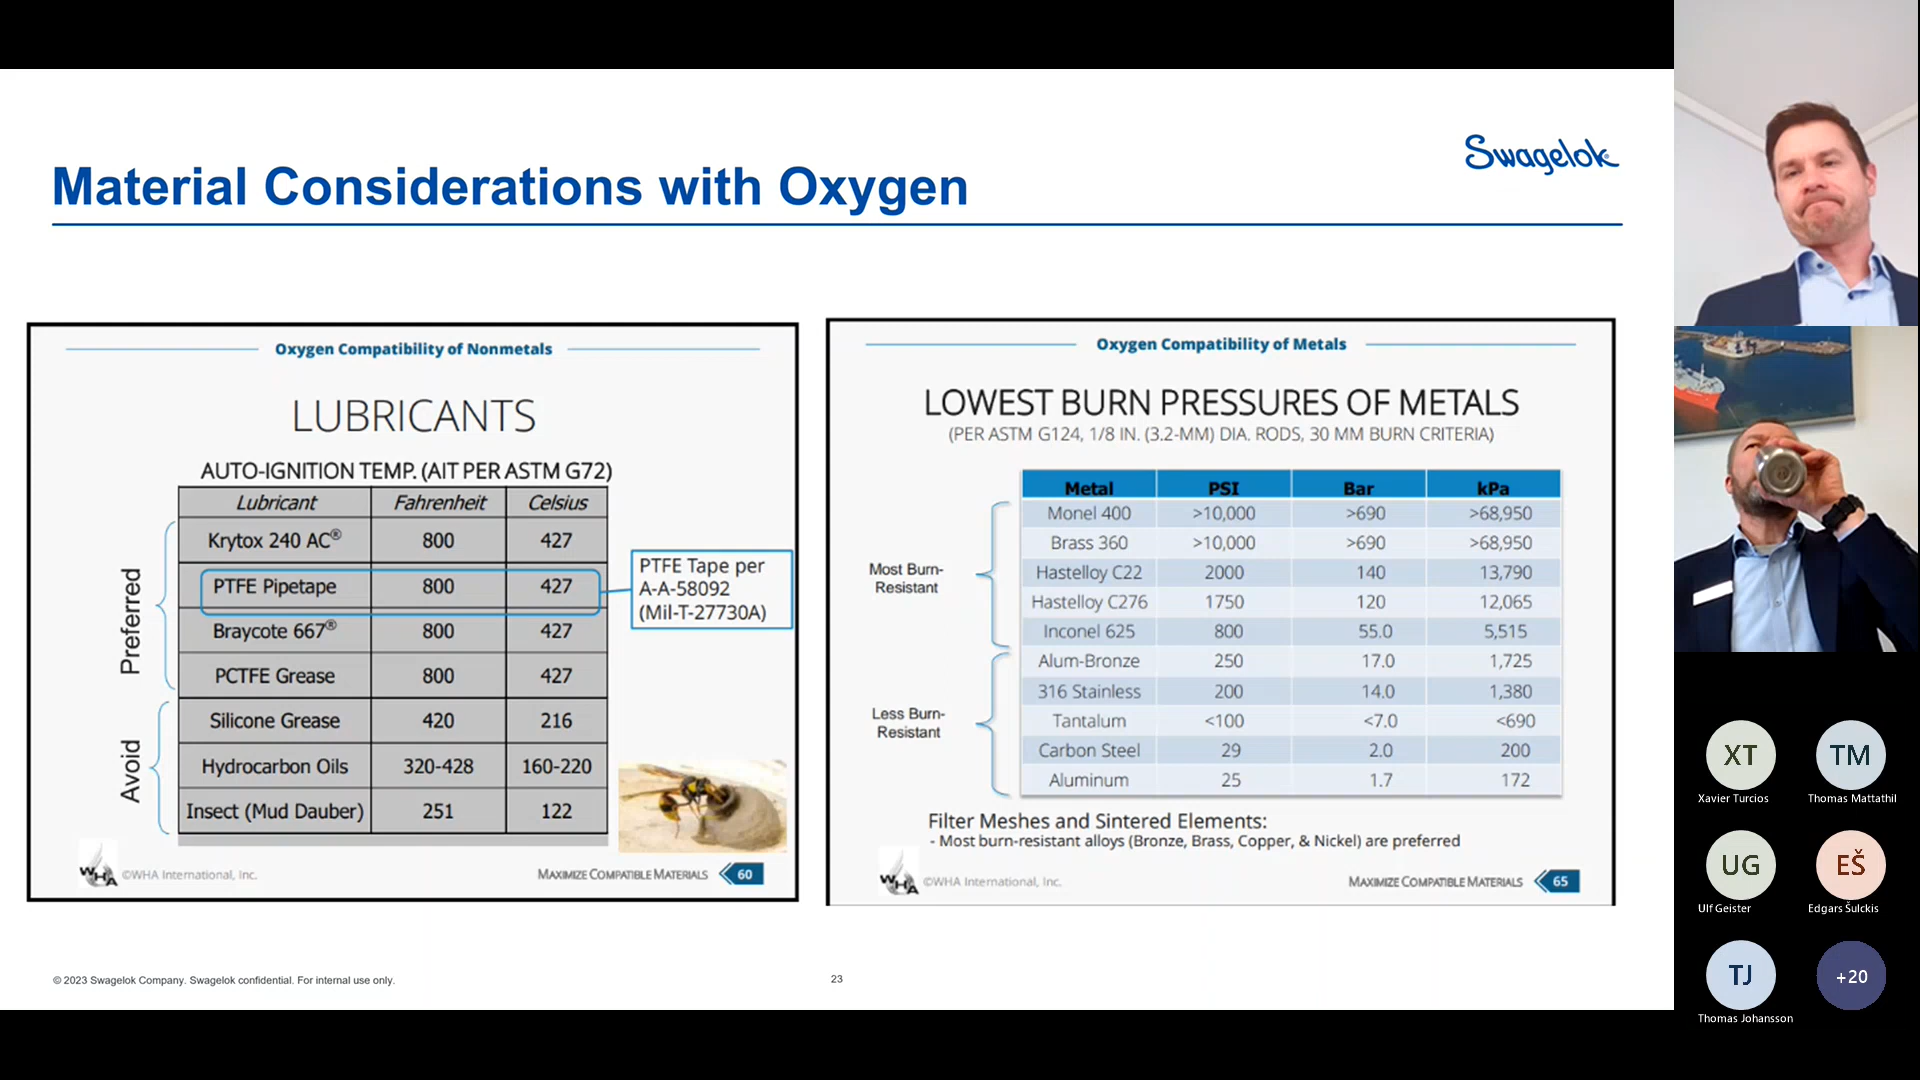 Swagelok
Material Considerations with Oxygen
Oxygen Compatibility of Nonmetals
LUBRICANTS
AUTO-IGNITION TEMP. (AIT PER ASTM G72)
Lubricant Fahrenheit Celsius
Preferred
Krytox 240 AC® 800 427
PTFE Pipetape 800 427
Braycote 667® 800 427
PCTFE Grease 800 427
Avoid
Silicone Grease 420 216
Hydrocarbon Oils 320-428 160-220
Insect (Mud Dauber) 251 122
PTFE Tape per
A-A-58092
(Mil-T-27730A)
WHA ©WHA International, Inc.
MAXIMIZE COMPATIBLE MATERIALS 60
Oxygen Compatibility of Metals
LOWEST BURN PRESSURES OF METALS
(PER ASTM G124, 1/8 IN. (3.2-MM) DIA. RODS, 30 MM BURN CRITERIA)
Metal PSI Bar kPa
Most Burn-
Resistant
Monel 400 >10,000 >690 >68,950
Brass 360 >10,000 >690 >68,950
Hastelloy C22 2000 140 13,790
Hastelloy C276 1750 120 12,065
Inconel 625 800 55.0 5,515
Less Burn-
Resistant
Alum-Bronze 250 17.0 1,725
316 Stainless 200 14.0 1,380
Tantalum <100 <7.0 <690
Carbon Steel 29 2.0 200
Aluminum 25 1.7 172
Filter Meshes and Sintered Elements:
- Most burn-resistant alloys (Bronze, Brass, Copper, & Nickel) are preferred
WHA ©WHA International, Inc.
MAXIMIZE COMPATIBLE MATERIALS 65
© 2023 Swagelok Company. Swagelok confidential. For internal use only.
23
XT TM
Xavier Turcios Thomas Mattathil
UG EŠ
Ulf Geister Edgars Šulckis
TJ +20
Thomas Johansson